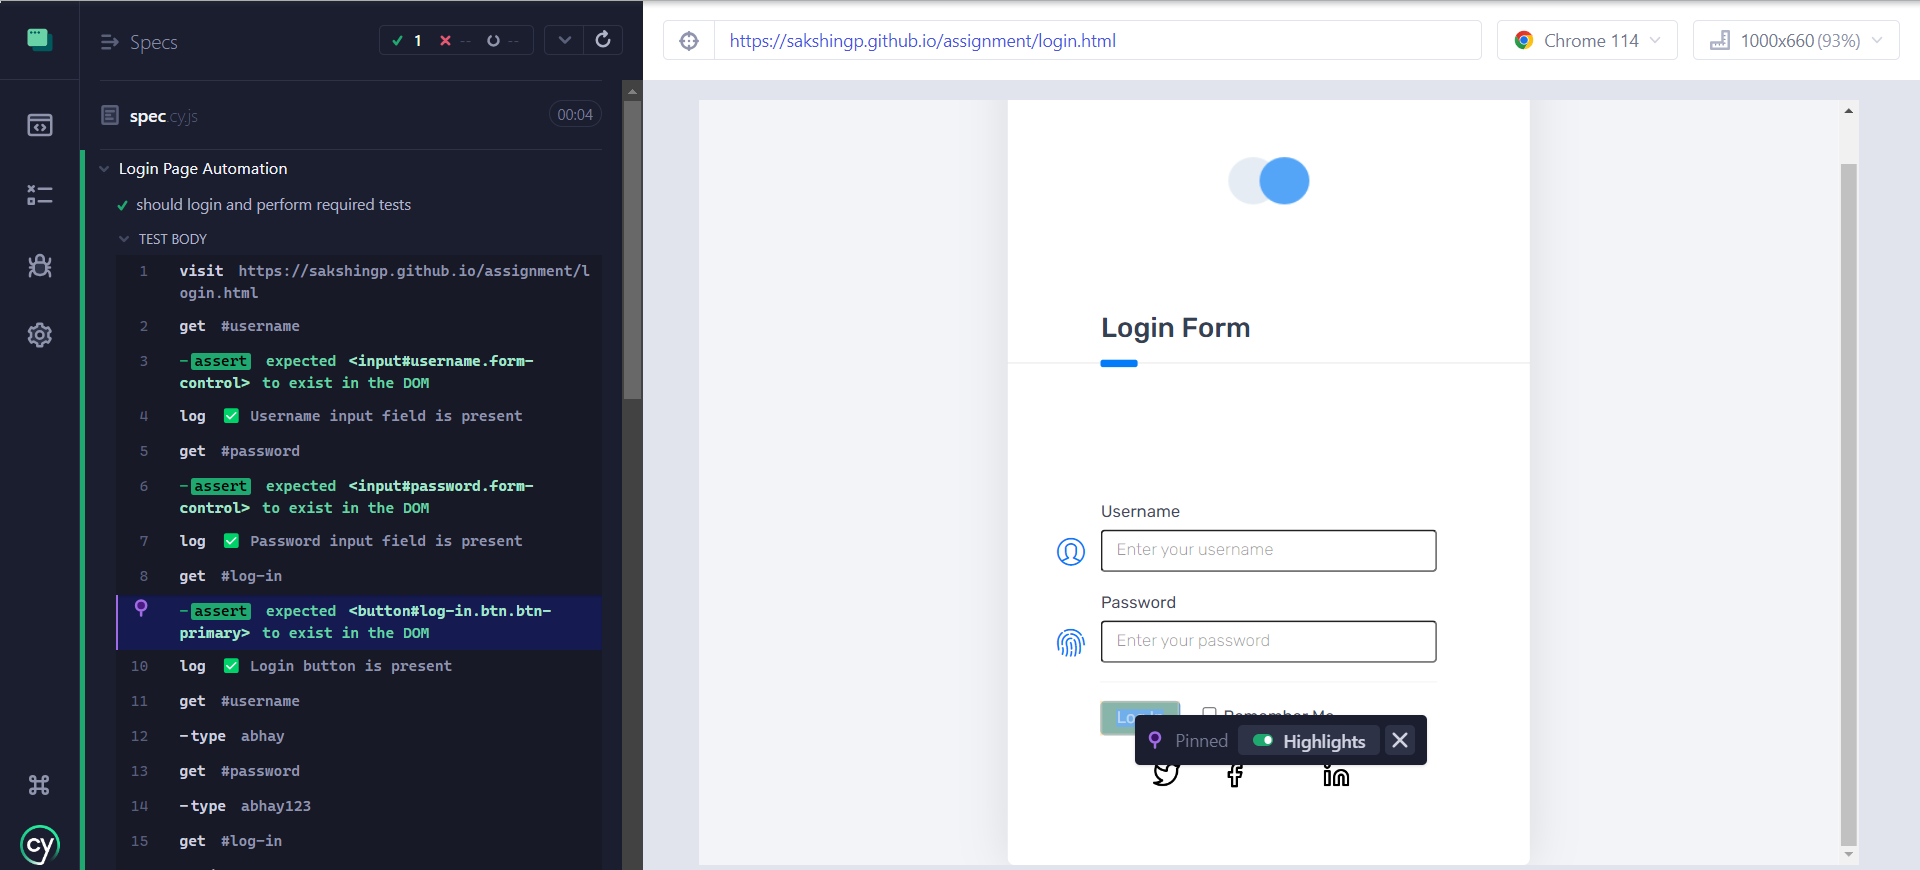 Specs
1 -- --
spec.cy.js 00:04
Login Page Automation
should login and perform required tests
TEST BODY
1 visit https://sakshingp.github.io/assignment/l
ogin.html
2 get #username
3 -assert expected <input#username.form-
control> to exist in the DOM
4 log ✅ Username input field is present
5 get #password
6 -assert expected <input#password.form-
control> to exist in the DOM
7 log ✅ Password input field is present
8 get #log-in
-assert expected <button#log-in.btn.btn-
primary> to exist in the DOM
10 log ✅ Login button is present
11 get #username
12 -type abhay
13 get #password
14 -type abhay123
15 get #log-in
cy
https://sakshingp.github.io/assignment/login.html
Chrome 114
1000x660 (93%)
Login Form
Username
Enter your username
Password
Enter your password
Remember Me
Pinned
Highlights